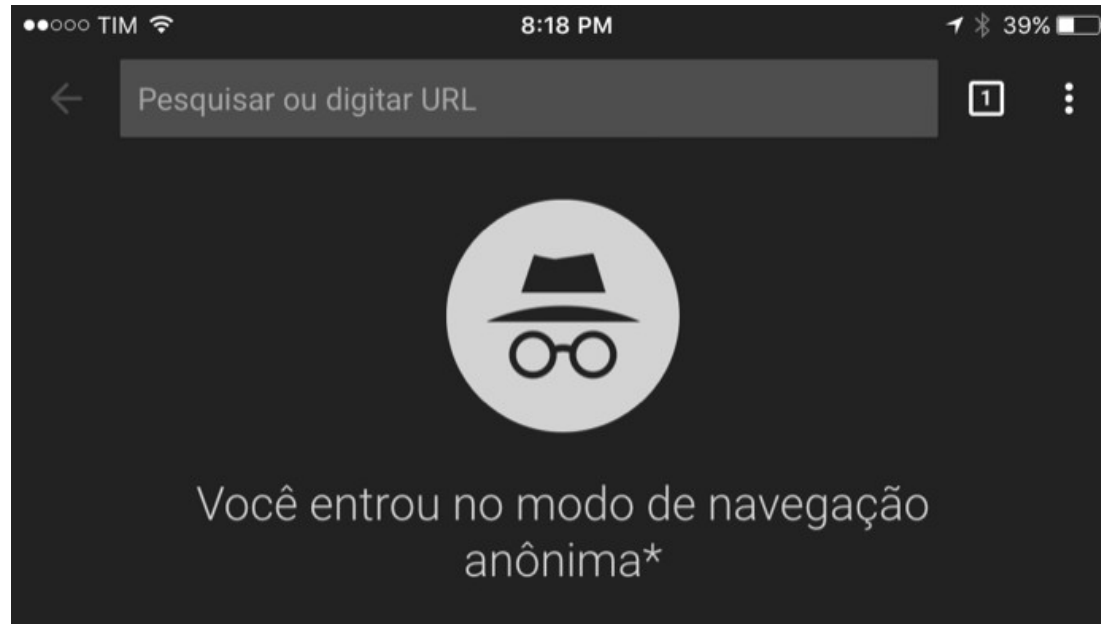 TIM 8:18 PM 39%
Pesquisar ou digitar URL 1
Você entrou no modo de navegação
anônima*